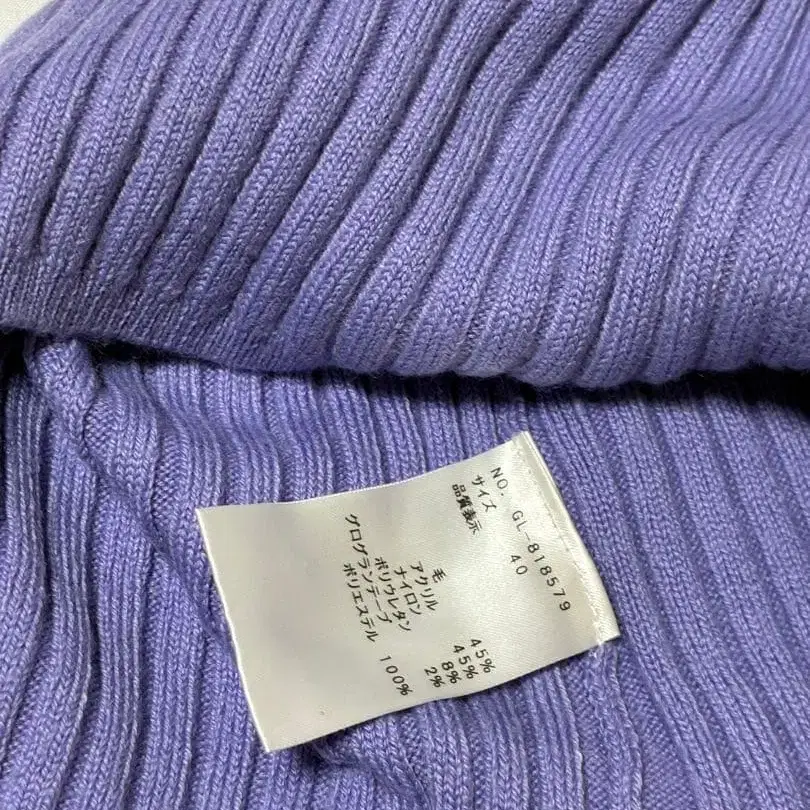 NO. GL-818579
サイズ 40
品質表示
毛 45%
アクリル 45%
ナイロン 8%
ポリウレタン 2%
グログランテープ
ポリエステル 100%